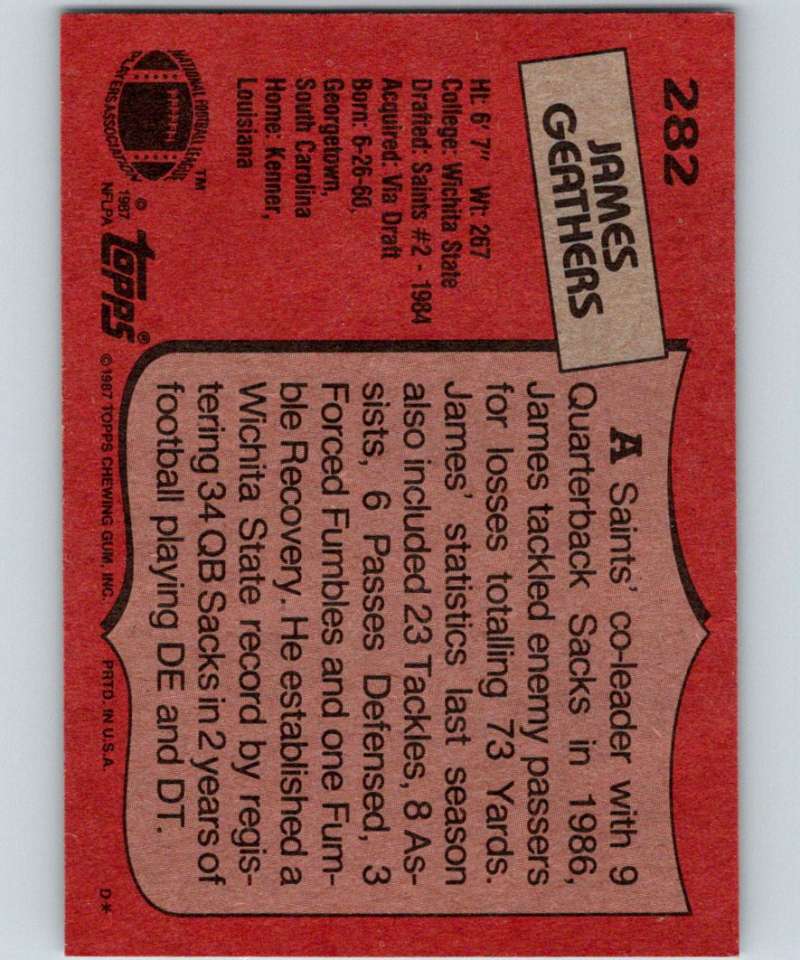 282
JAMES
GEATHERS
Ht: 6' 7" Wt: 267
College: Wichita State
Drafted: Saints #2 - 1984
Acquired: Via Draft
Born: 6-26-60,
Georgetown,
South Carolina
Home: Kenner,
Louisiana
NATIONAL FOOTBALL LEAGUE
PLAYERS ASSOCIATION
TM
© 1987
NFLPA
topps®
A Saints' co-leader with 9
Quarterback Sacks in 1986,
James tackled enemy passers
for losses totalling 73 Yards.
James' statistics last season
also included 23 Tackles, 8 As-
sists, 6 Passes Defensed, 3
Forced Fumbles and one Fum-
ble Recovery. He established a
Wichita State record by regis-
tering 34 QB Sacks in 2 years of
football playing DE and DT.
© 1987 TOPPS CHEWING GUM, INC. PRTD. IN U.S.A. D*